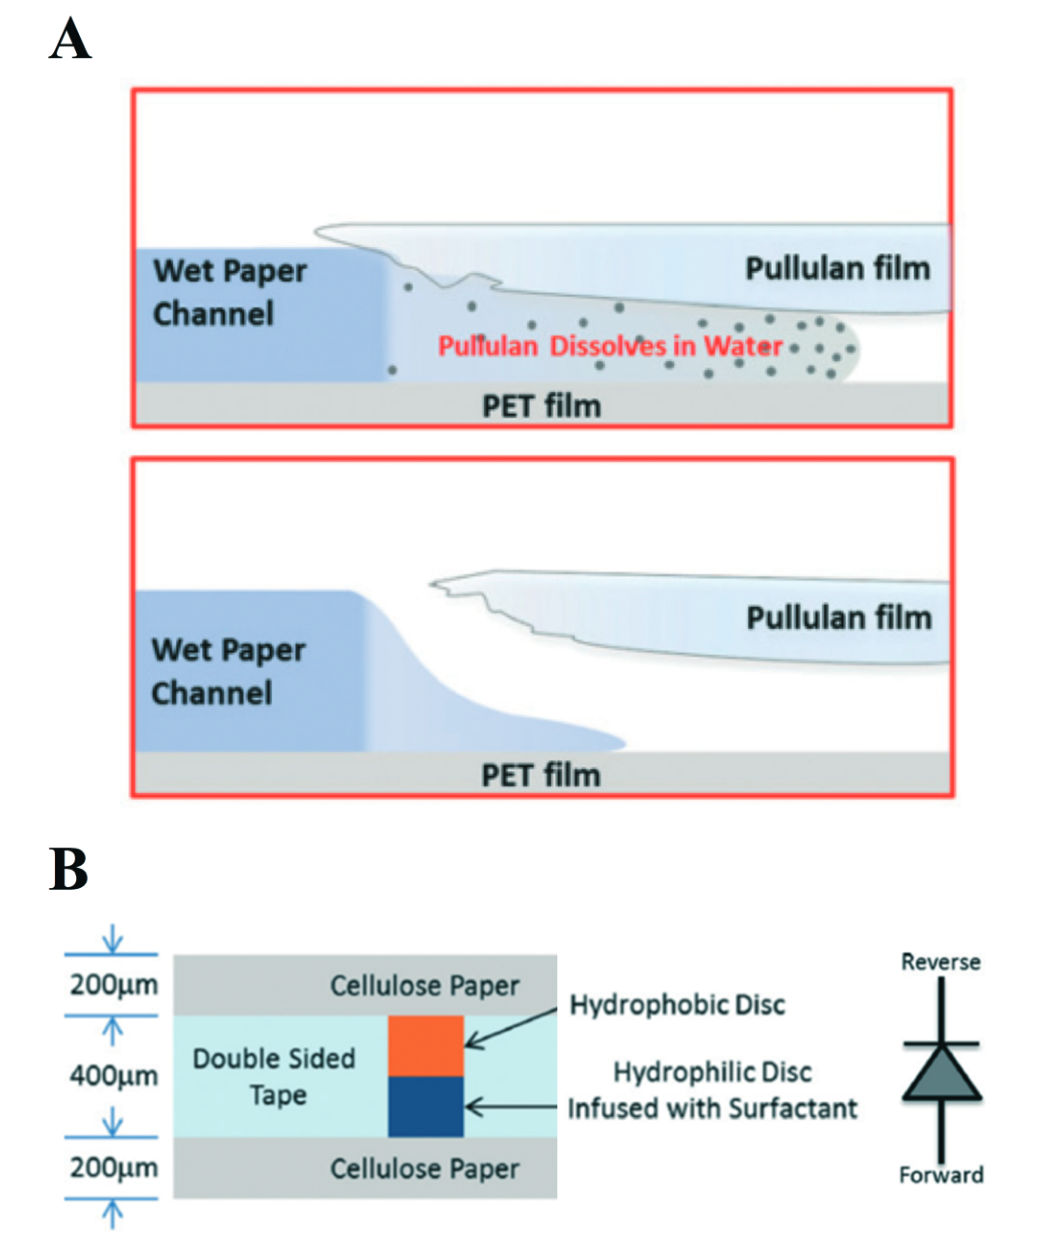 A
Wet Paper
Channel
Pullulan film
Pullulan Dissolves in Water
PET film
Wet Paper
Channel
Pullulan film
PET film
B
200μm
400μm
200μm
Cellulose Paper
Double Sided
Tape
Cellulose Paper
Hydrophobic Disc
Hydrophilic Disc
Infused with Surfactant
Reverse
Forward